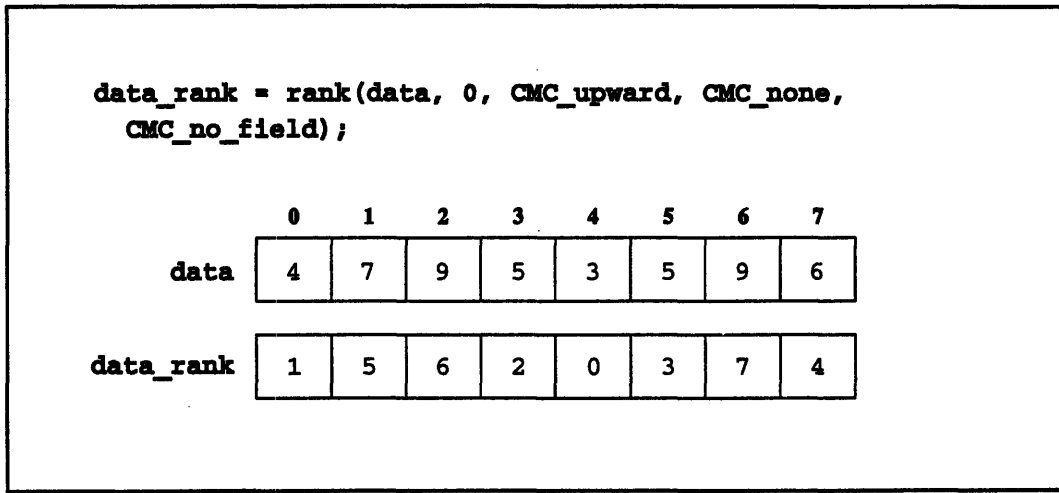 data_rank = rank(data, 0, CMC_upward, CMC_none,
CMC_no_field);
0 1 2 3 4 5 6 7
data 4 7 9 5 3 5 9 6
data_rank 1 5 6 2 0 3 7 4